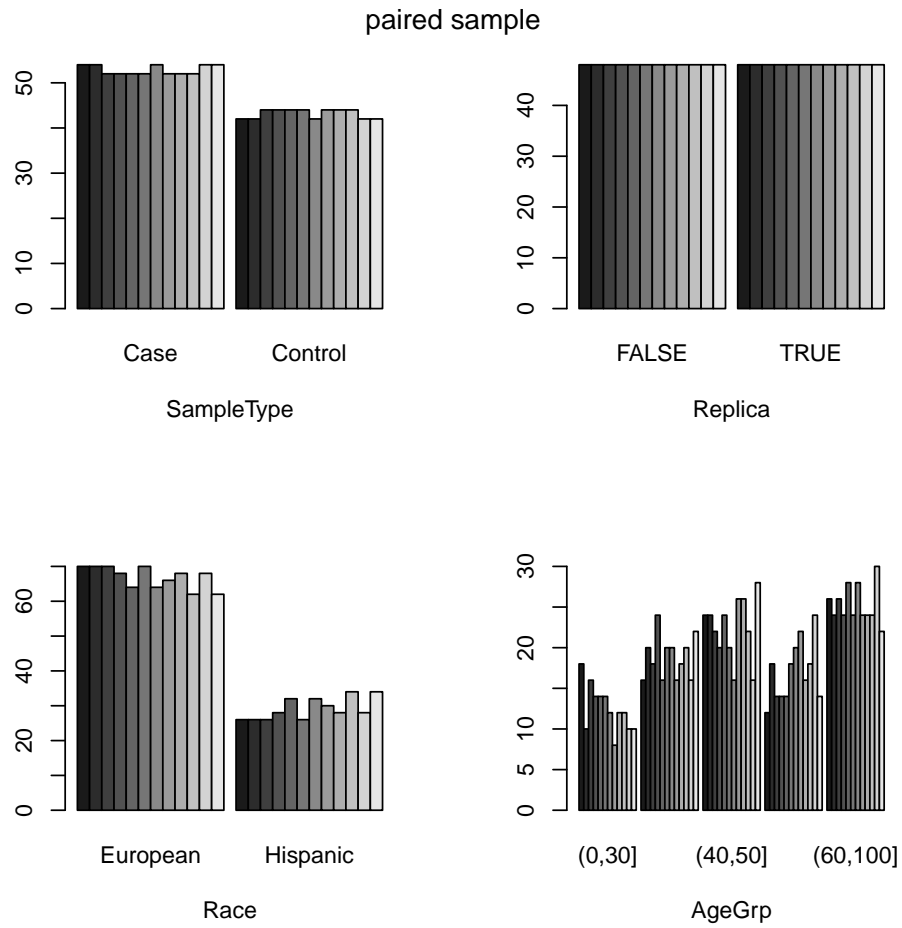 paired sample
0
10
30
50
Case
Control
SampleType
0
10
20
30
40
FALSE
TRUE
Replica
0
20
40
60
European
Hispanic
Race
0
5
10
20
30
(0,30]
(40,50]
(60,100]
AgeGrp